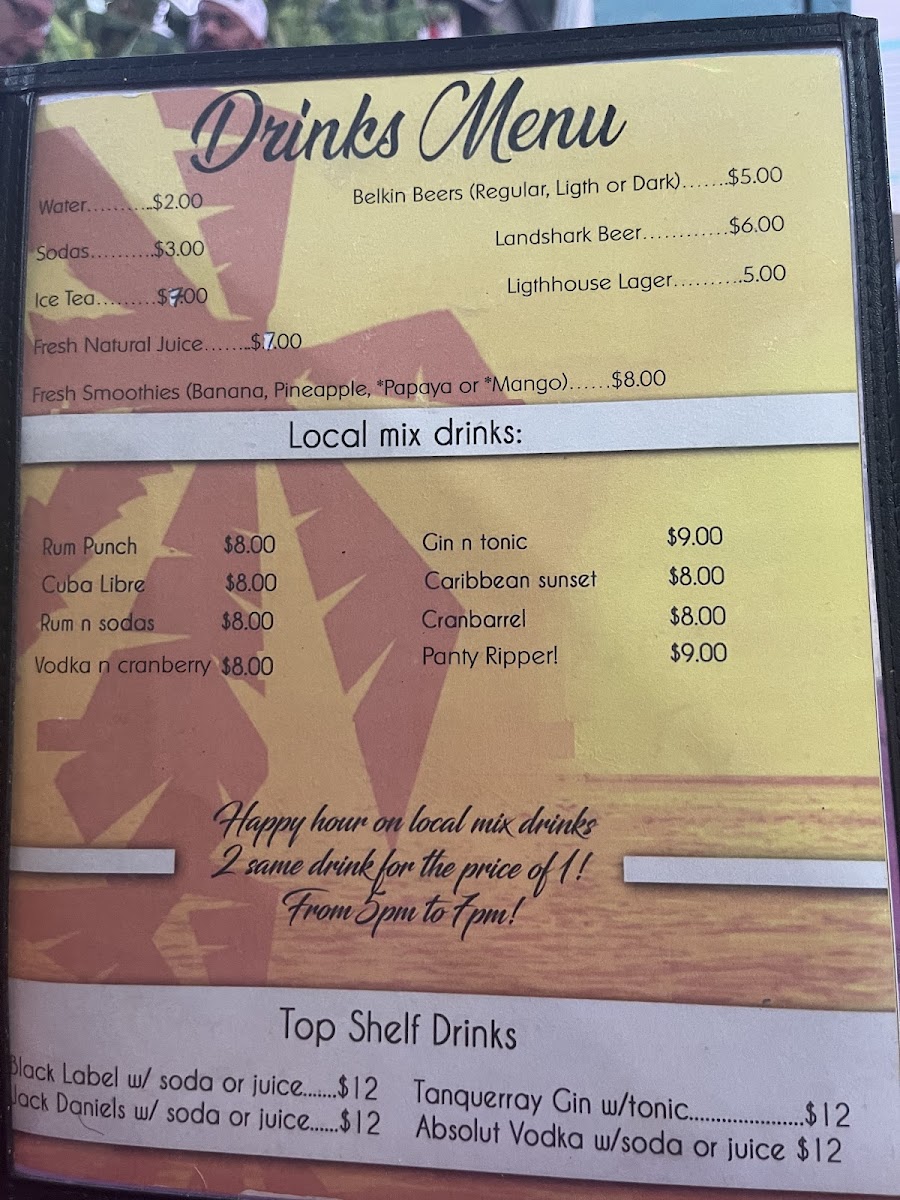 Drinks Menu
Water..........$2.00
Sodas..........$3.00
Ice Tea.........$7.00
Fresh Natural Juice.......$7.00
Fresh Smoothies (Banana, Pineapple, *Papaya or *Mango)......$8.00
Belkin Beers (Regular, Ligth or Dark).......$5.00
Landshark Beer............$6.00
Ligthhouse Lager..........5.00
Local mix drinks:
Rum Punch $8.00
Cuba Libre $8.00
Rum n sodas $8.00
Vodka n cranberry $8.00
Gin n tonic $9.00
Caribbean sunset $8.00
Cranbarrel $8.00
Panty Ripper! $9.00
Happy hour on local mix drinks
2 same drink for the price of 1!
From 5pm to 7pm!
Top Shelf Drinks
Black Label w/ soda or juice.......$12
Jack Daniels w/ soda or juice......$12
Tanquerray Gin w/tonic.....................$12
Absolut Vodka w/soda or juice $12